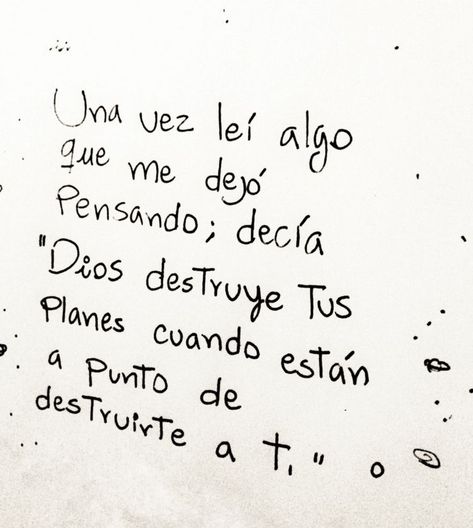 Una vez leí algo
que me dejó
Pensando; decía
"Dios destruye Tus
Planes cuando están
a Punto de
destruirte a ti"